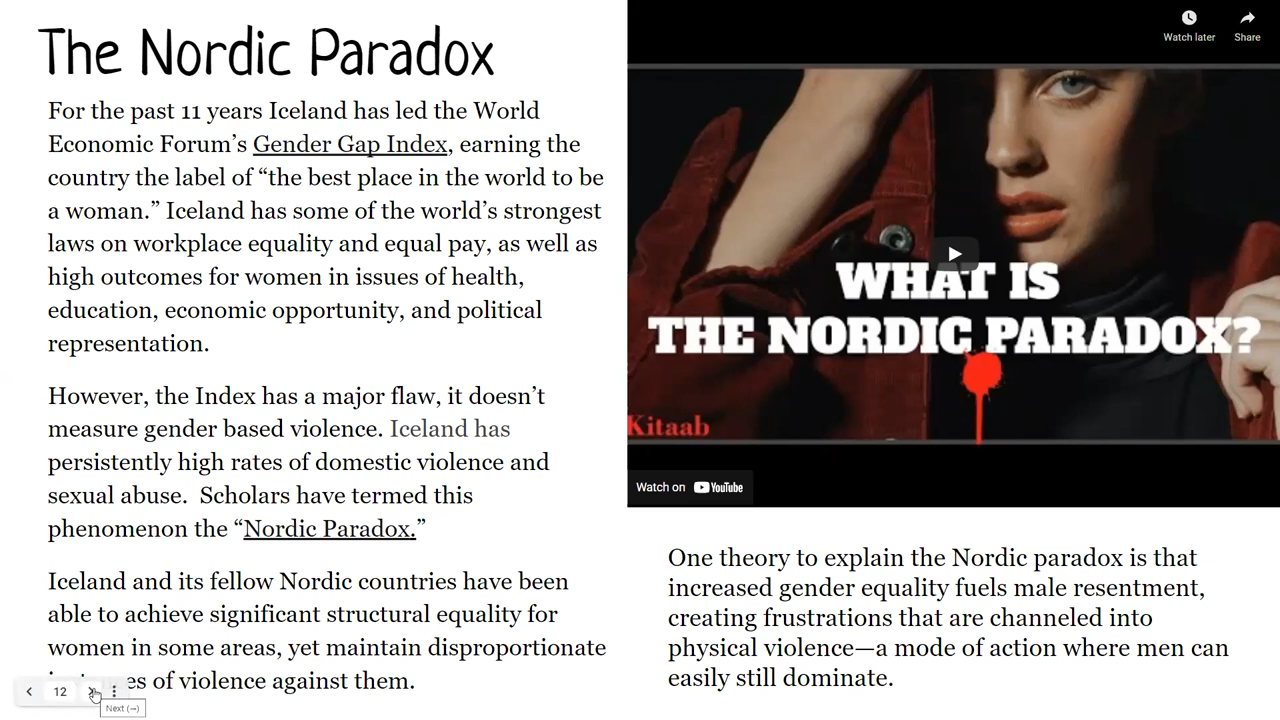 The Nordic Paradox
For the past 11 years Iceland has led the World
Economic Forum’s Gender Gap Index, earning the
country the label of “the best place in the world to be
a woman.” Iceland has some of the world’s strongest
laws on workplace equality and equal pay, as well as
high outcomes for women in issues of health,
education, economic opportunity, and political
representation.
However, the Index has a major flaw, it doesn’t
measure gender based violence. Iceland has
persistently high rates of domestic violence and
sexual abuse.  Scholars have termed this
phenomenon the “Nordic Paradox.”
Iceland and its fellow Nordic countries have been
able to achieve significant structural equality for
women in some areas, yet maintain disproportionate
of violence against them.
12
Next (→)
Watch later
Share
WHAT IS
THE NORDIC PARADOX?
Kitaab
Watch on YouTube
One theory to explain the Nordic paradox is that
increased gender equality fuels male resentment,
creating frustrations that are channeled into
physical violence—a mode of action where men can
easily still dominate.